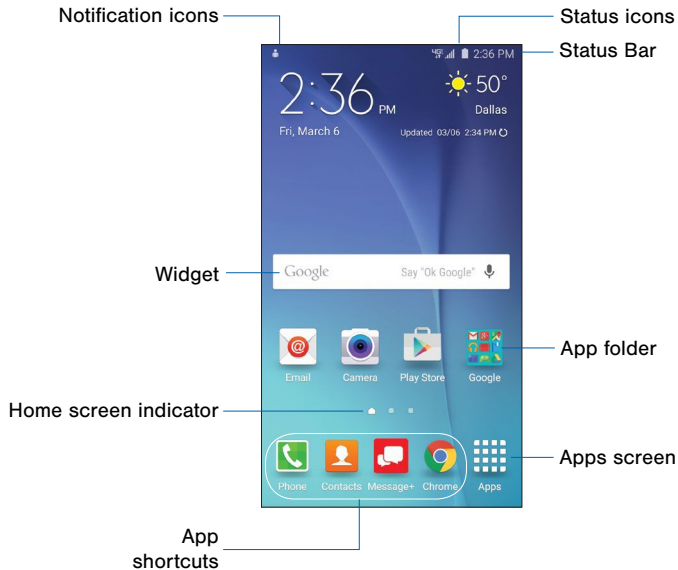 Notification icons
Status icons
4G LTE 2:36 PM
Status Bar
2:36 PM
50°
Dallas
Fri, March 6
Updated 03/06 2:34 PM
Widget
Google
Say "Ok Google"
@
Email
Camera
Play Store
Google
App folder
Home screen indicator
Phone
Contacts
Message+
Chrome
Apps
Apps screen
App
shortcuts